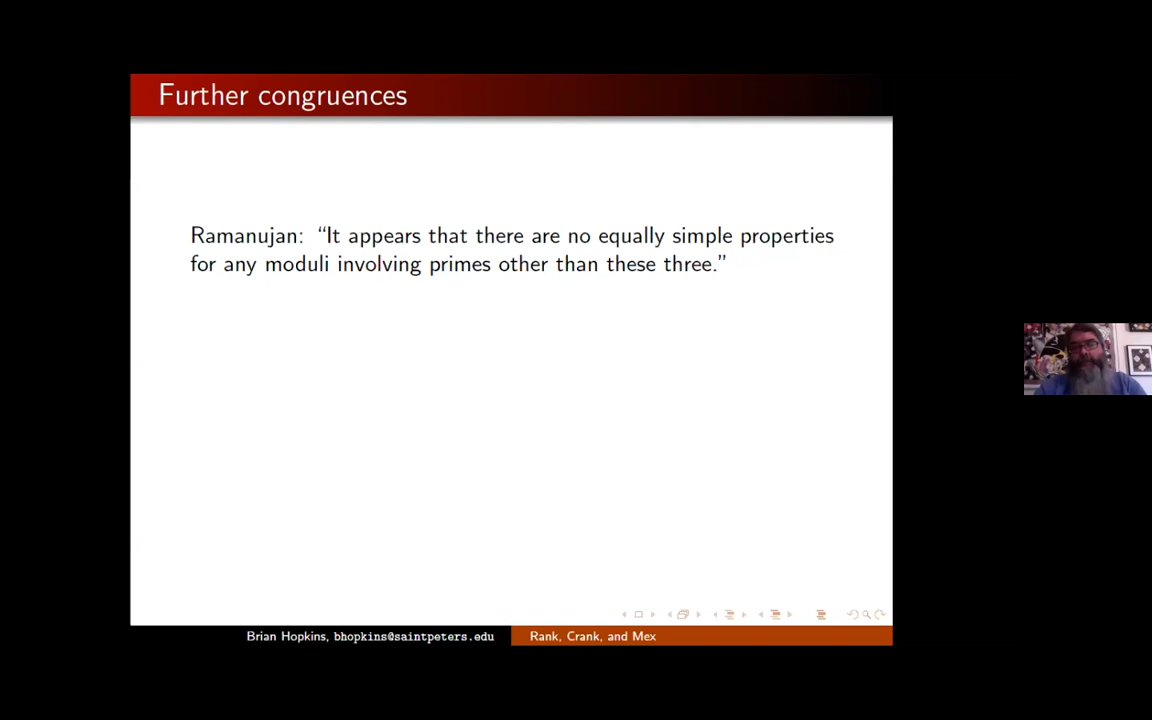 Further congruences
Ramanujan: “It appears that there are no equally simple properties
for any moduli involving primes other than these three.”
Brian Hopkins, bhopkins@saintpeters.edu
Rank, Crank, and Mex